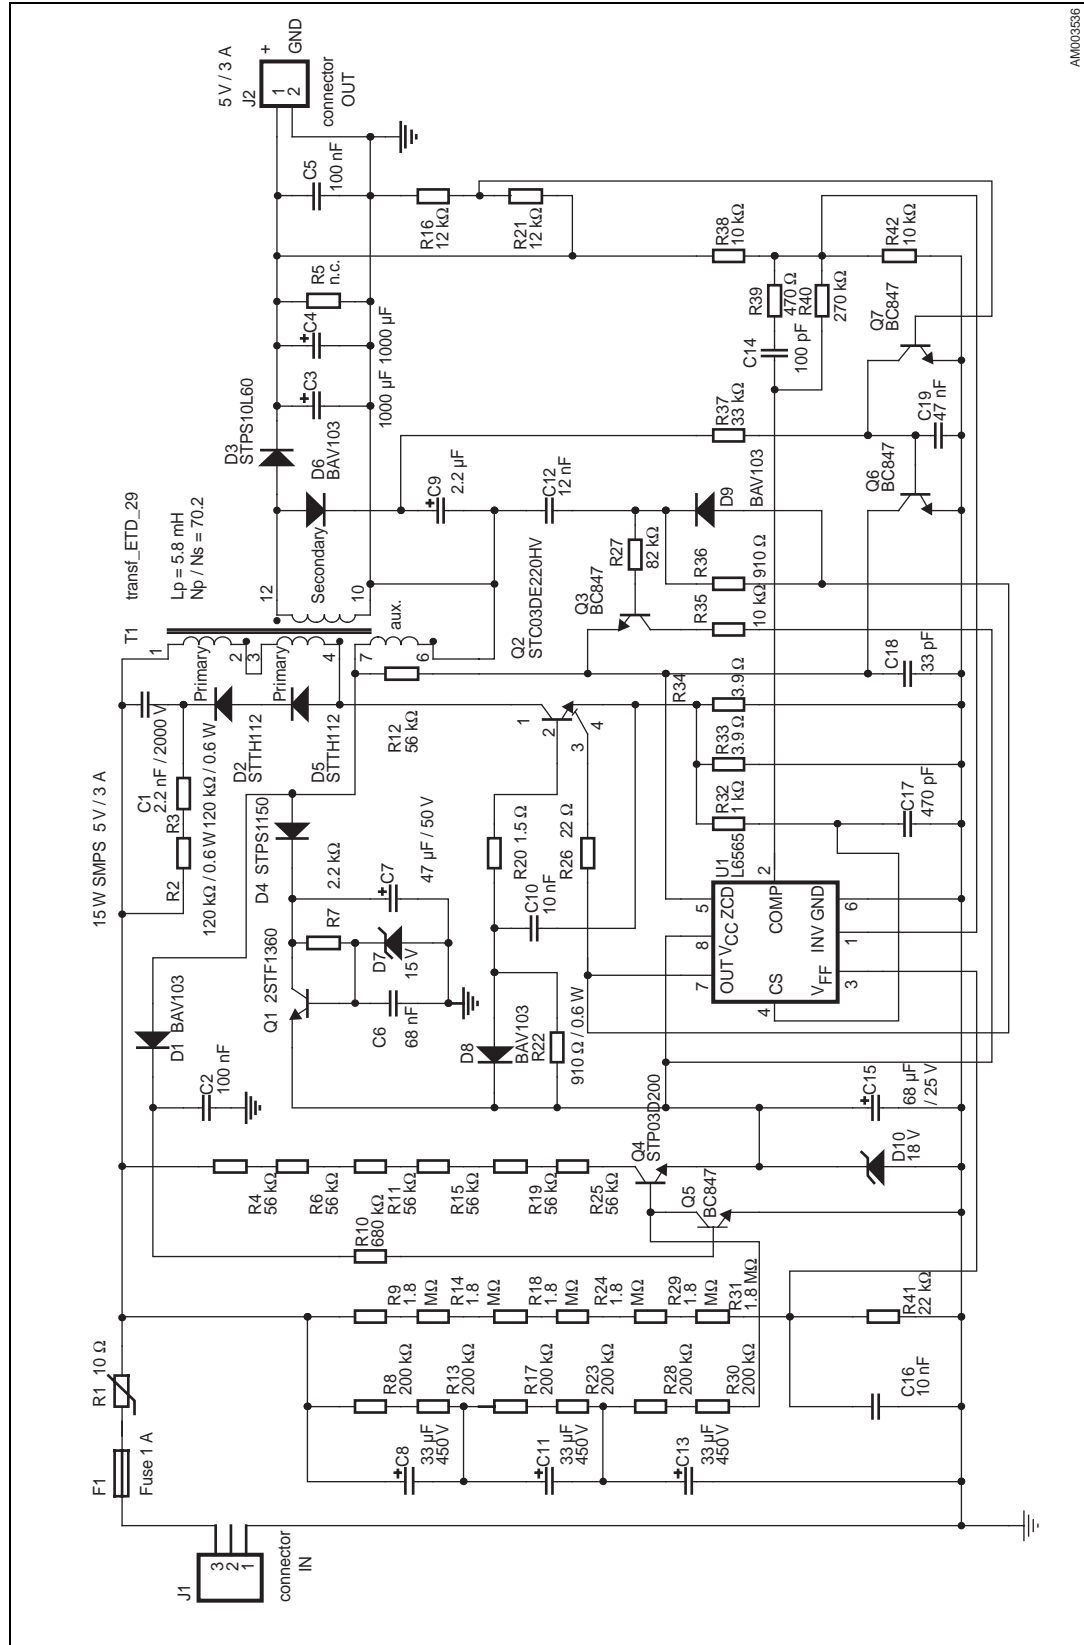 AM003536
J1
3
2
1
connector
IN
F1
Fuse 1 A
R1 10 Ω
15 W SMPS 5 V / 3 A
C1
2.2 nF / 2000 V
R3
R2
120 kΩ / 0.6 W
120 kΩ / 0.6 W
D2
STTH112
D5
STTH112
T1
transf_ETD_29
Lp = 5.8 mH
Np / Ns = 70.2
1
Primary
2
3
Primary
4
7
aux.
6
12
Secondary
10
D3
STPS10L60
D6
BAV103
C3
1000 µF
C4
1000 µF
R5
n.c.
C5
100 nF
5 V / 3 A
J2
1
2
+
GND
connector
OUT
D1 BAV103
C2
100 nF
Q1 2STF1360
D4 STPS1150
2.2 kΩ
R7
C7
47 µF / 50 V
D7
15 V
C6
68 nF
R12
56 kΩ
C9
2.2 µF
C12
12 nF
R16
12 kΩ
R21
12 kΩ
R4
56 kΩ
R6
56 kΩ
R11
56 kΩ
R15
56 kΩ
R19
56 kΩ
R25
56 kΩ
R10
680 kΩ
D8
BAV103
R22
910 Ω / 0.6 W
R20 1.5 Ω
C10
10 nF
R26 22 Ω
Q2
STC03DE220HV
1
2
3
4
Q3
BC847
R27
82 kΩ
D9
BAV103
R36
910 Ω
R35
10 kΩ
R37
33 kΩ
R38
10 kΩ
R39
470 Ω
R40
270 kΩ
C14
100 pF
R42
10 kΩ
Q7
BC847
Q6
BC847
C19
47 nF
C18
33 pF
R34
3.9 Ω
R33
3.9 Ω
R32
1 kΩ
C17
470 pF
U1
L6565
5
8
7
ZCD
VCC
OUT
COMP
2
CS
4
GND
INV
VFF
6
1
3
Q4
STP03D200
Q5
BC847
D10
18 V
C15
68 µF
/ 25 V
R8
200 kΩ
R13
200 kΩ
R17
200 kΩ
R23
200 kΩ
R28
200 kΩ
R30
200 kΩ
R9
1.8
MΩ
R14
1.8
MΩ
R18
1.8
MΩ
R24
1.8
MΩ
R29
1.8
MΩ
R31
1.8 MΩ
C8
33 µF
450 V
C11
33 µF
450 V
C13
33 µF
450 V
C16
10 nF
R41
22 kΩ